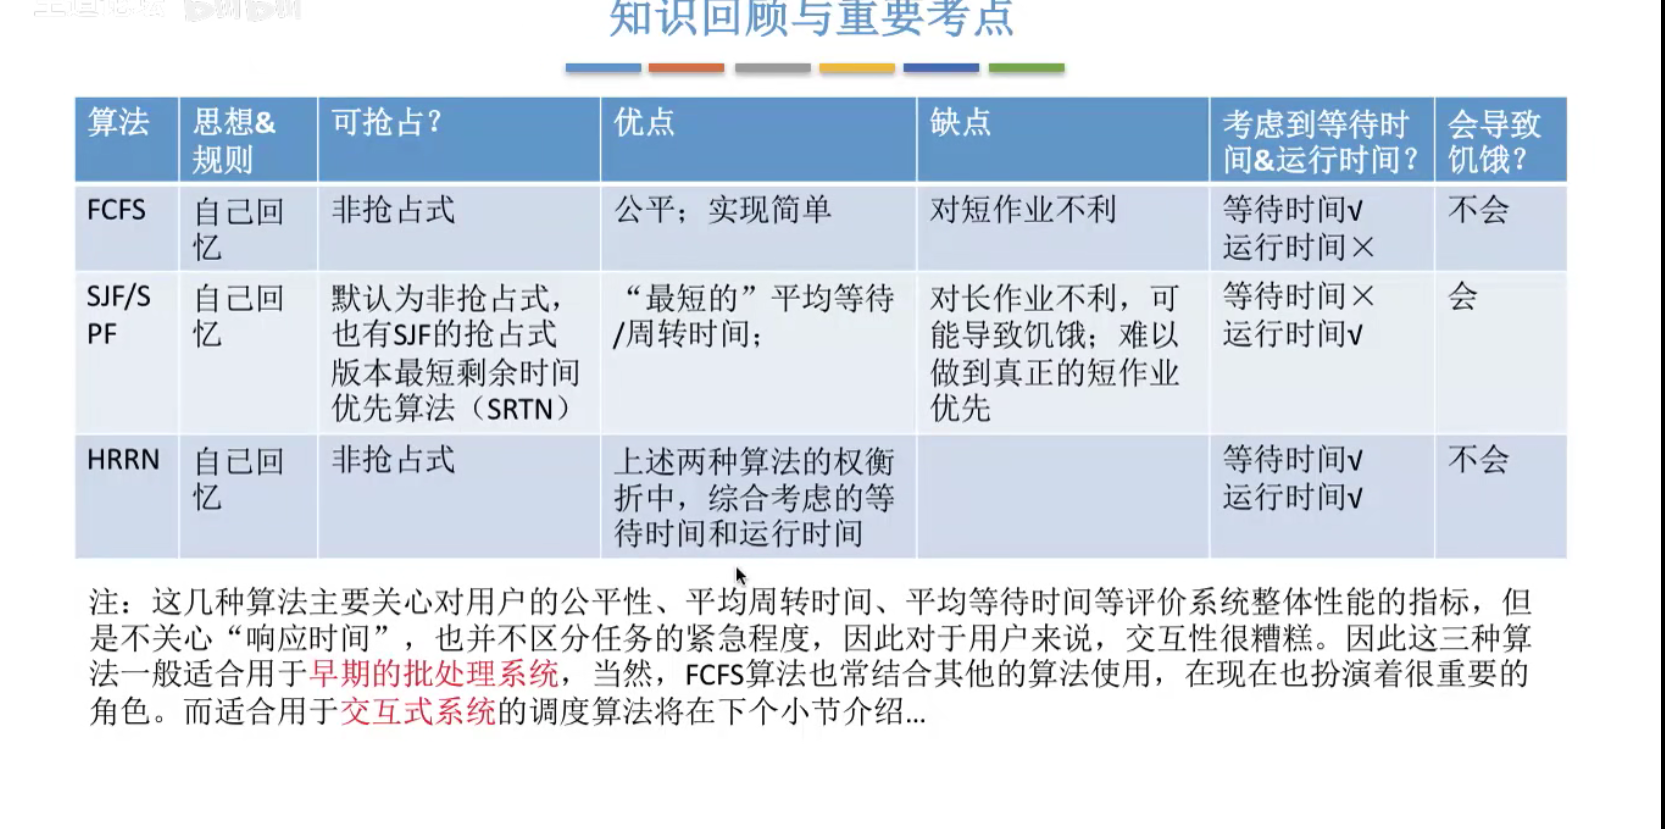 知识回顾与重要考点
算法
思想&
规则
可抢占？
优点
缺点
考虑到等待时
间&运行时间？
会导致
饥饿？
FCFS
自己回
忆
非抢占式
公平；实现简单
对短作业不利
等待时间√
运行时间×
不会
SJF/S
PF
自己回
忆
默认为非抢占式，
也有SJF的抢占式
版本最短剩余时间
优先算法（SRTN）
“最短的”平均等待
/周转时间；
对长作业不利，可
能导致饥饿；难以
做到真正的短作业
优先
等待时间×
运行时间√
会
HRRN
自己回
忆
非抢占式
上述两种算法的权衡
折中，综合考虑的等
待时间和运行时间
等待时间√
运行时间√
不会
注：这几种算法主要关心对用户的公平性、平均周转时间、平均等待时间等评价系统整体性能的指标，但
是不关心“响应时间”，也并不区分任务的紧急程度，因此对于用户来说，交互性很糟糕。因此这三种算
法一般适合用于早期的批处理系统，当然，FCFS算法也常结合其他的算法使用，在现在也扮演着很重要的
角色。而适合用于交互式系统的调度算法将在下个小节介绍...